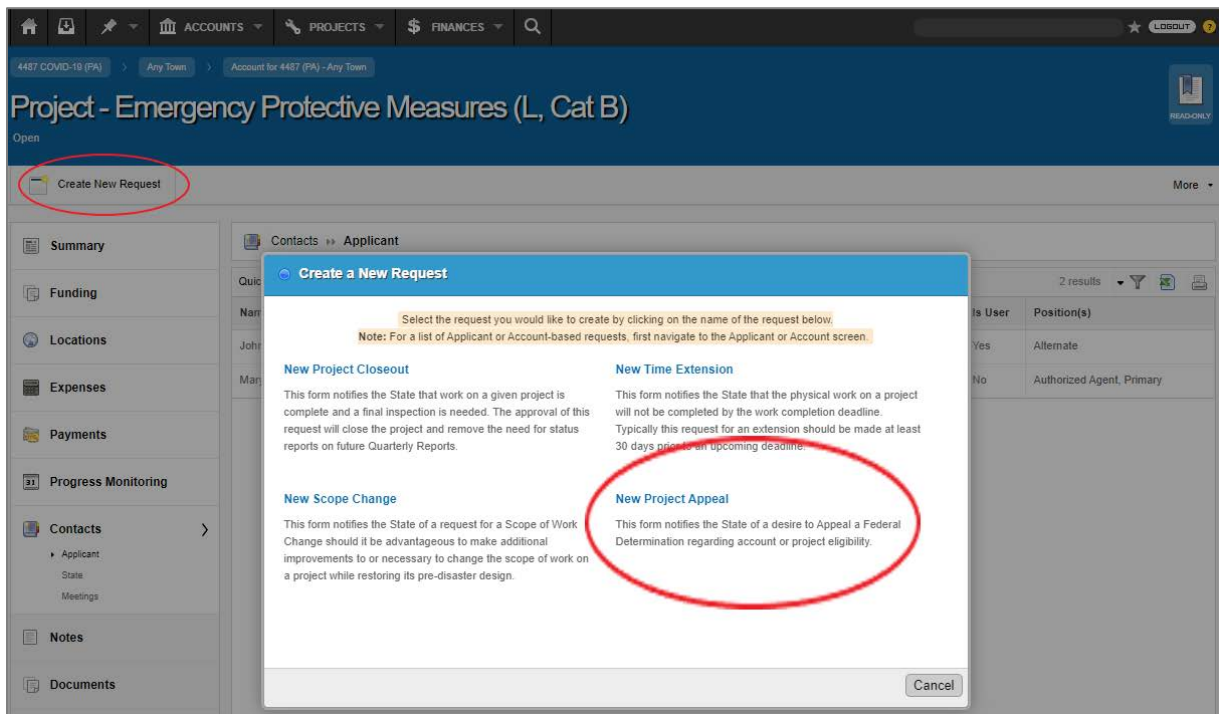 ACCOUNTS PROJECTS $ FINANCES LOGOUT ?
4487 COVID-19 (PA) Any Town Account for 4487 (PA) - Any Town
Project - Emergency Protective Measures (L, Cat B)
READ-ONLY
Open
Create New Request More
Summary
Funding
Locations
Expenses
Payments
31 Progress Monitoring
Contacts
Applicant
State
Meetings
Notes
Documents
Contacts Applicant
2 results
Is User Position(s)
Yes Alternate
No Authorized Agent, Primary
Create a New Request
Select the request you would like to create by clicking on the name of the request below.
Note: For a list of Applicant or Account-based requests, first navigate to the Applicant or Account screen.
New Project Closeout
This form notifies the State that work on a given project is
complete and a final inspection is needed. The approval of this
request will close the project and remove the need for status
reports on future Quarterly Reports.
New Time Extension
This form notifies the State that the physical work on a project
will not be completed by the work completion deadline.
Typically this request for an extension should be made at least
30 days prior to an upcoming deadline.
New Scope Change
This form notifies the State of a request for a Scope of Work
Change should it be advantageous to make additional
improvements to or necessary to change the scope of work on
a project while restoring its pre-disaster design.
New Project Appeal
This form notifies the State of a desire to Appeal a Federal
Determination regarding account or project eligibility.
Cancel